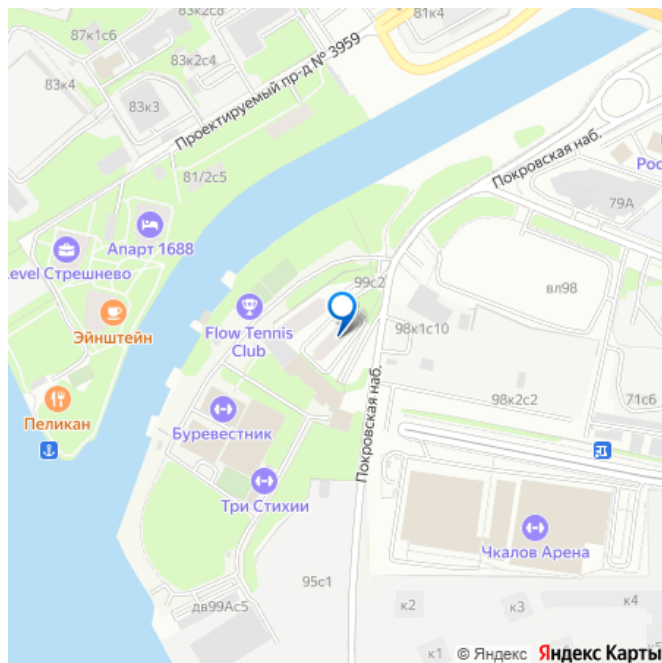 83к2с8
81к4
87к1с6
83к2с4
83к4
83к3
Проектируемый пр-д № 3959
Покровская наб.
Рос
81/2с5
79А
Апарт 1688
Level Стрешнево
99с2
вл98
Эйнштейн
Flow Tennis
Club
98к1с10
Пеликан
Буревестник
Покровская наб.
98к2с2
71с6
Три Стихии
Чкалов Арена
95с1
дв99Ас5
к2
к3
к4
к1
© Яндекс Яндекс Карты